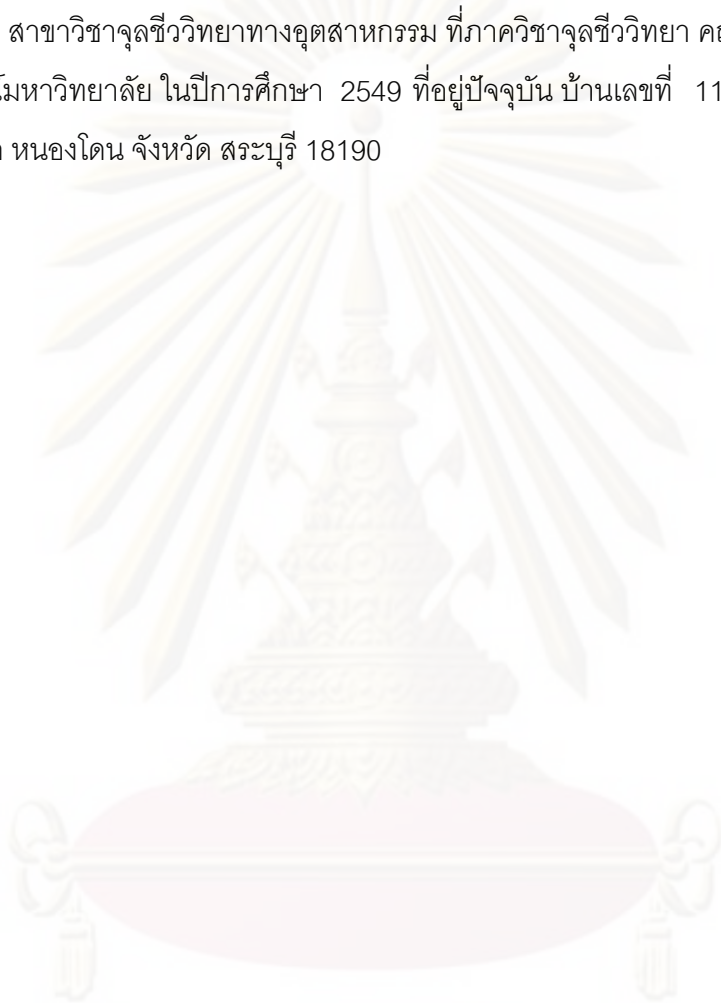 สาขาวิชาจุลชีววิทยาทางอุตสาหกรรม ที่ภาควิชาจุลชีววิทยา
มหาวิทยาลัย ในปีการศึกษา 2549 ที่อยู่ปัจจุบัน บ้านเลขที่ 11
หนองโดน จังหวัด สระบุรี 18190